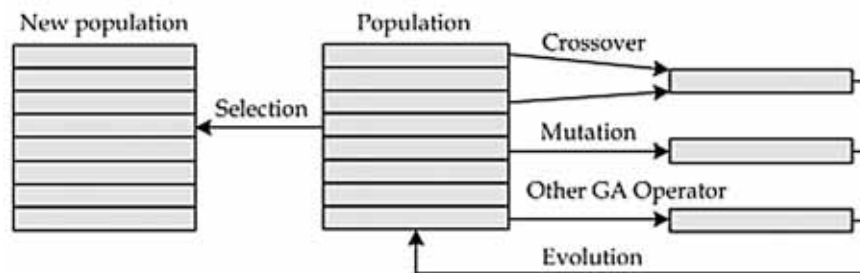 New population
Population
Crossover
Selection
Mutation
Other GA Operator
Evolution